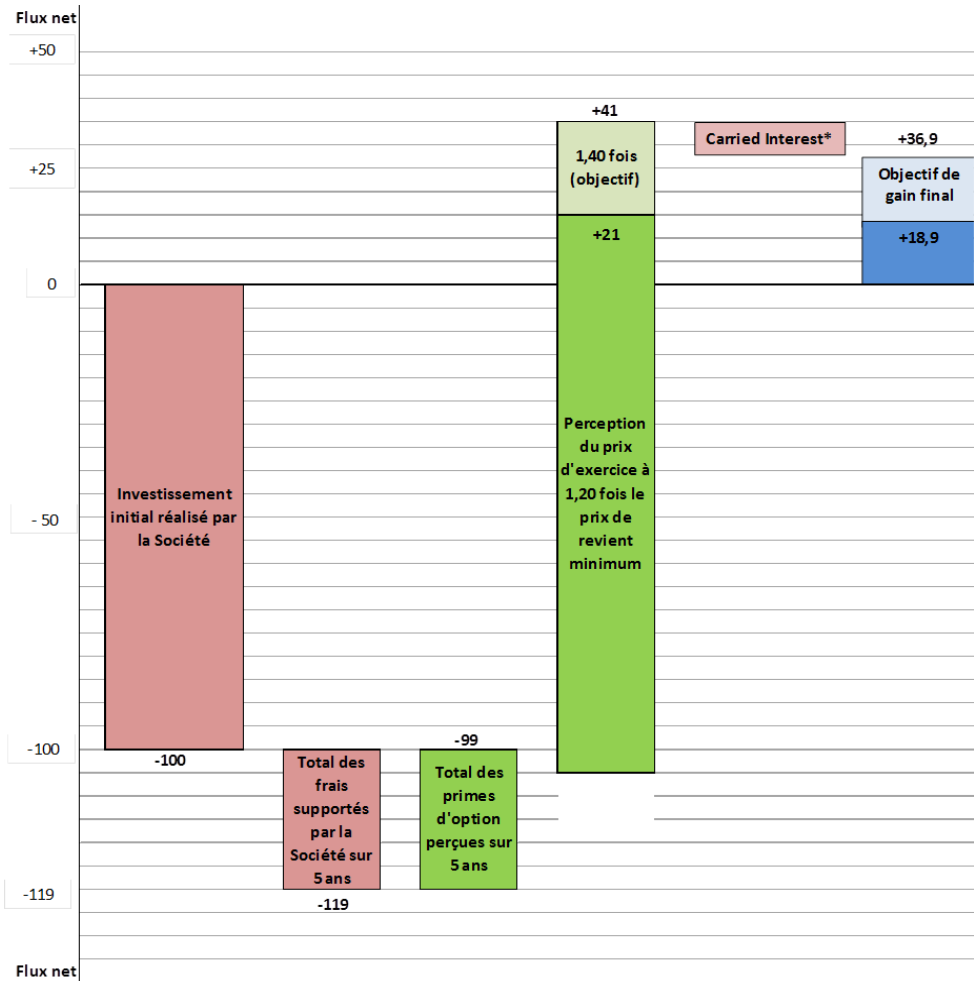 Flux net
+50
+41
1,40 fois
(objectif)
Carried Interest*
+36,9
+25
Objectif de
gain final
+21
+18,9
0
Perception
du prix
d'exercice à
1,20 fois le
prix de
revient
minimum
Investissement
initial réalisé par
la Société
- 50
-100
-100
-99
Total des
frais
supportés
par la
Société sur
5 ans
Total des
primes
d'option
perçues sur
5 ans
-119
-119
Flux net